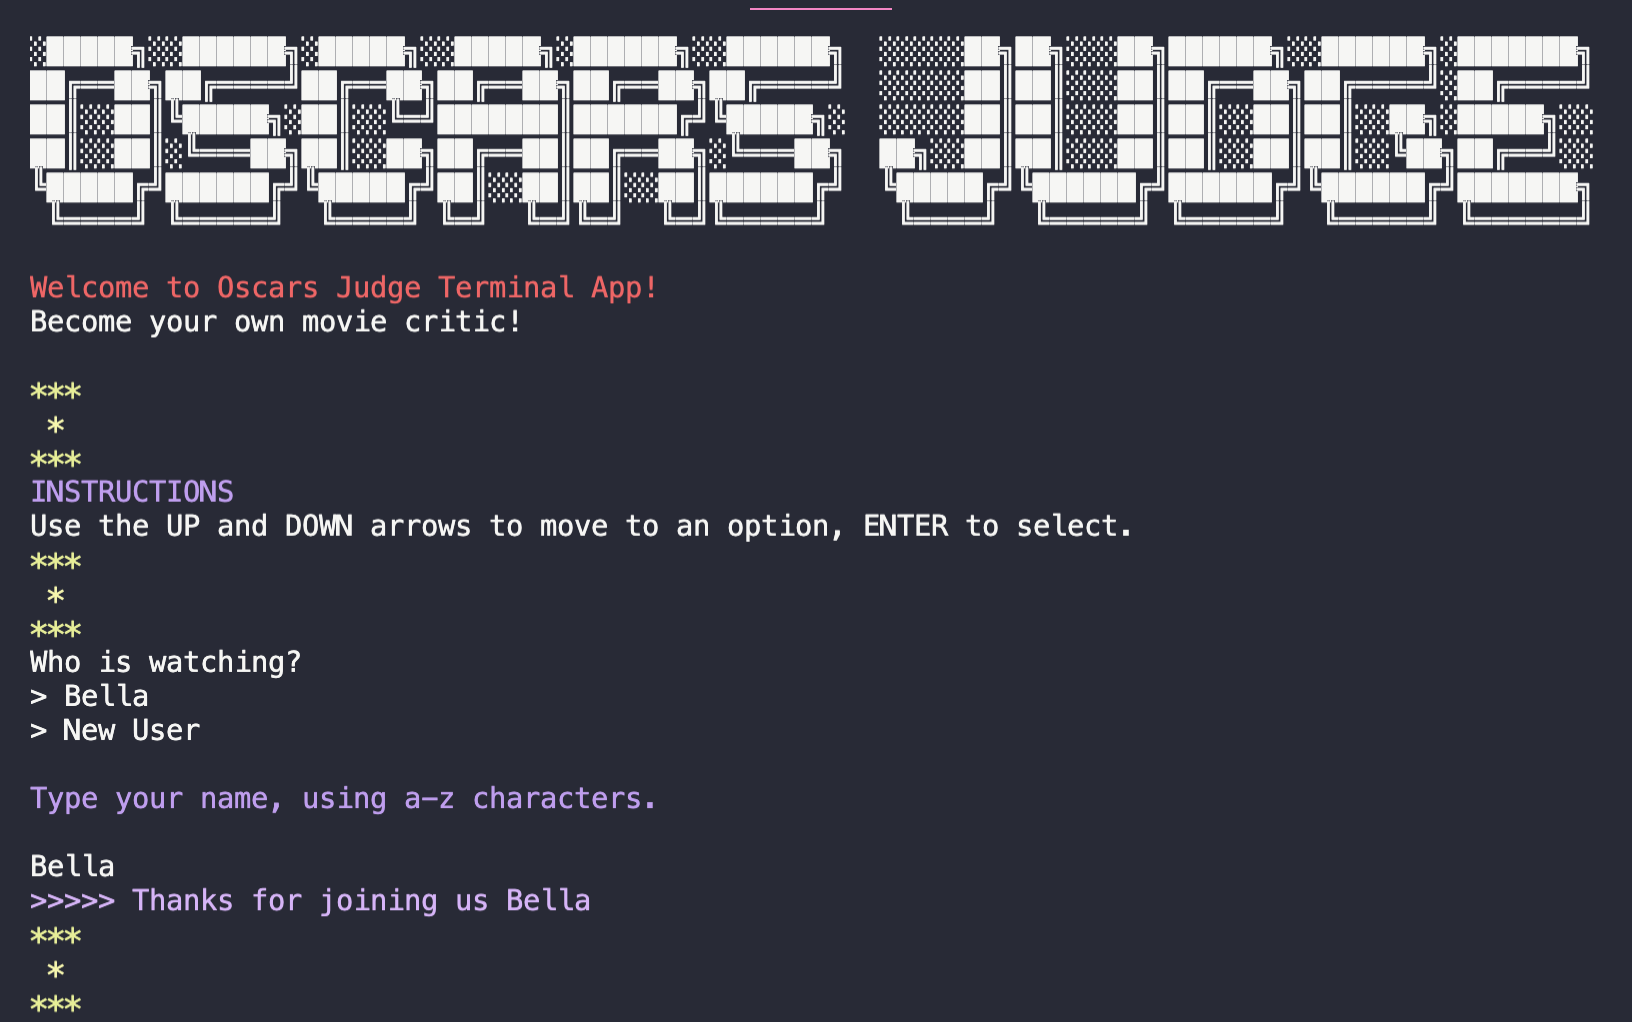 OSCARS JUDGE
Welcome to Oscars Judge Terminal App!
Become your own movie critic!
***
*
***
INSTRUCTIONS
Use the UP and DOWN arrows to move to an option, ENTER to select.
***
*
***
Who is watching?
> Bella
> New User
Type your name, using a-z characters.
Bella
>>>>> Thanks for joining us Bella
***
*
***